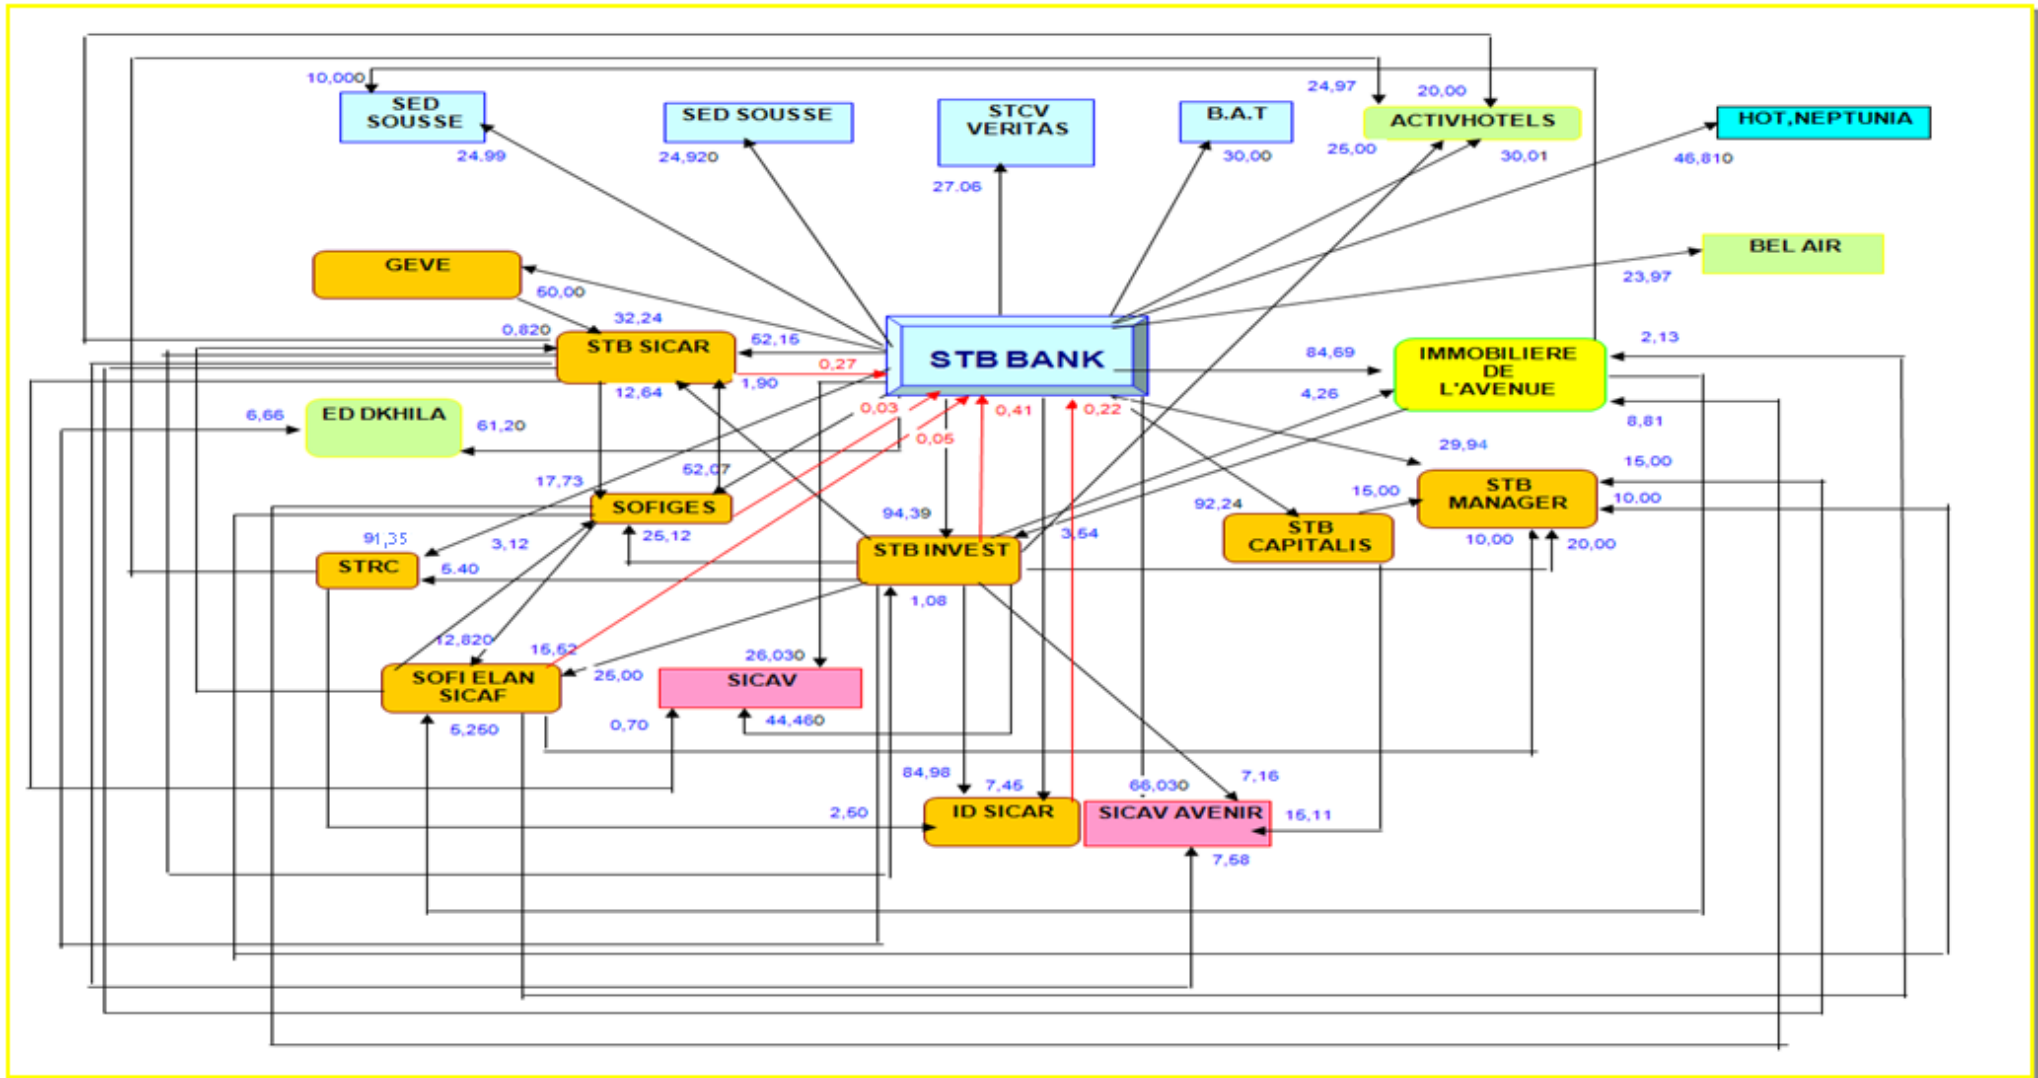 10,000
24,97
20,00
SED
SOUSSE
SED SOUSSE
STCV
VERITAS
B.A.T
ACTIVHOTELS
HOT,NEPTUNIA
24,99
24,920
27.06
30,00
25,00
30,01
46,810
GEVE
BEL AIR
60,00
23,97
0,820
32,24
STB SICAR
52,15
0,27
STB BANK
84,69
IMMOBILIERE
DE
L'AVENUE
2,13
12,64
1,90
4,26
6,66
ED DKHILA
61,20
0,03
0,41
0,22
8,81
0,05
29,94
17,73
52,07
15,00
SOFIGES
94,39
92,24
15,00
STB
MANAGER
10,00
91,35
3,12
25,12
STB INVEST
3,54
STB
CAPITALIS
10,00
20,00
STRC
5.40
1,08
12,820
15,52
SOFI ELAN
SICAF
25,00
26,030
SICAV
5,250
0,70
44,460
84,98
7,45
66,030
7,16
2,50
ID SICAR
SICAV AVENIR
15,11
7,58